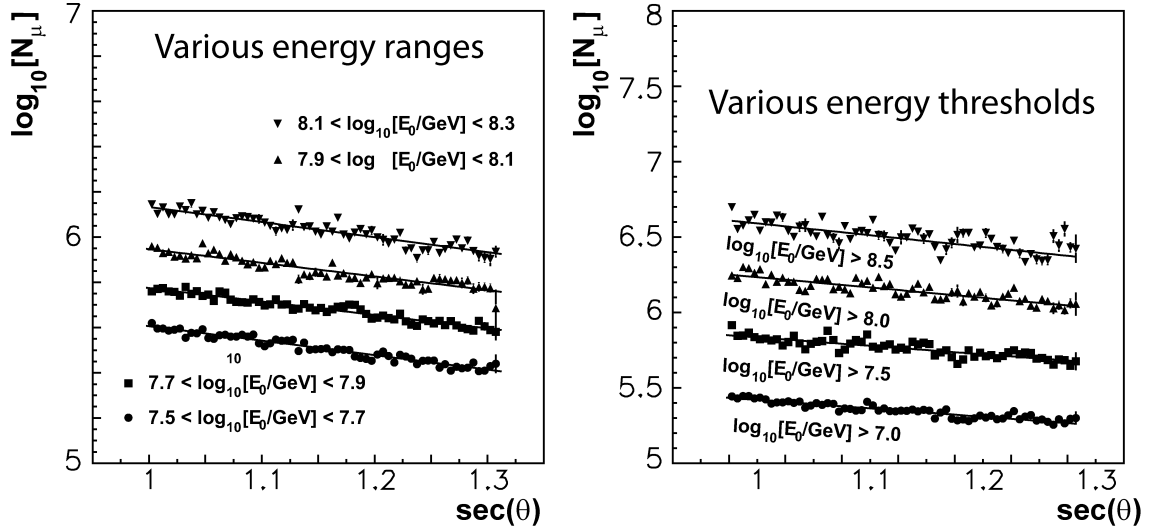 7
6
5
log10[Nμ]
Various energy ranges
8.1 < log10[E0/GeV] < 8.3
7.9 < log [E0/GeV] < 8.1
10
7.7 < log10[E0/GeV] < 7.9
7.5 < log10[E0/GeV] < 7.7
1 1.1 1.2 1.3
sec(θ)
8
7.5
7
6.5
6
5.5
5
log10[Nμ]
Various energy thresholds
log10[E0/GeV] > 8.5
log10[E0/GeV] > 8.0
log10[E0/GeV] > 7.5
log10[E0/GeV] > 7.0
1 1.1 1.2 1.3
sec(θ)